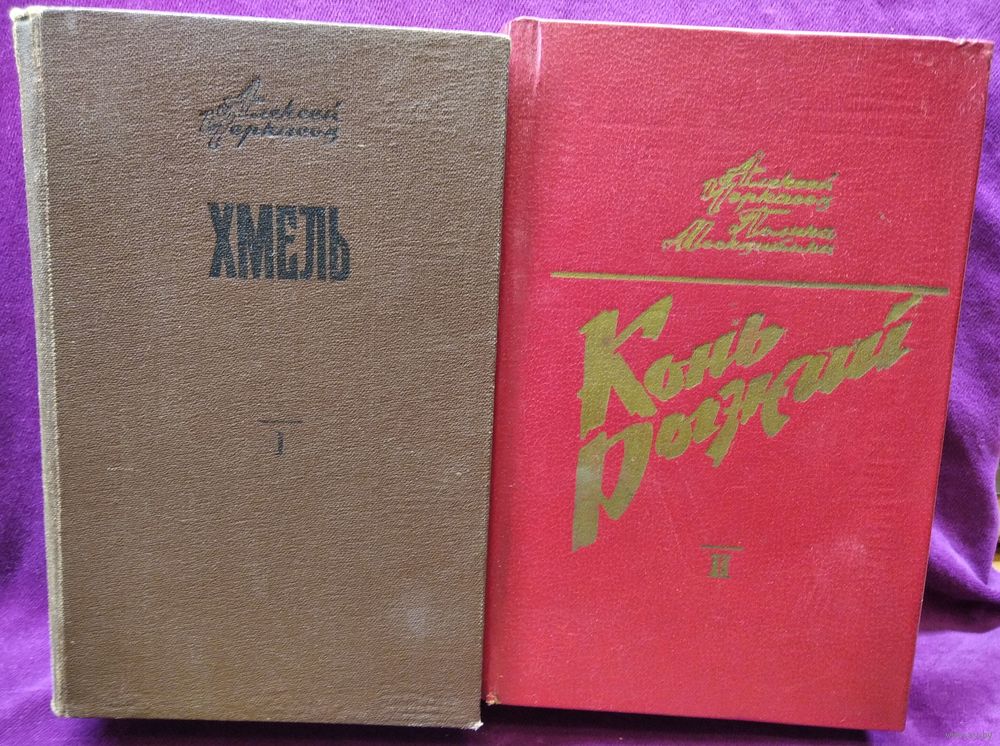 Алексей
Черкасов
ХМЕЛЬ
I
Алексей
Черкасов
Полина
Москвитина
Конь
рыжий
II